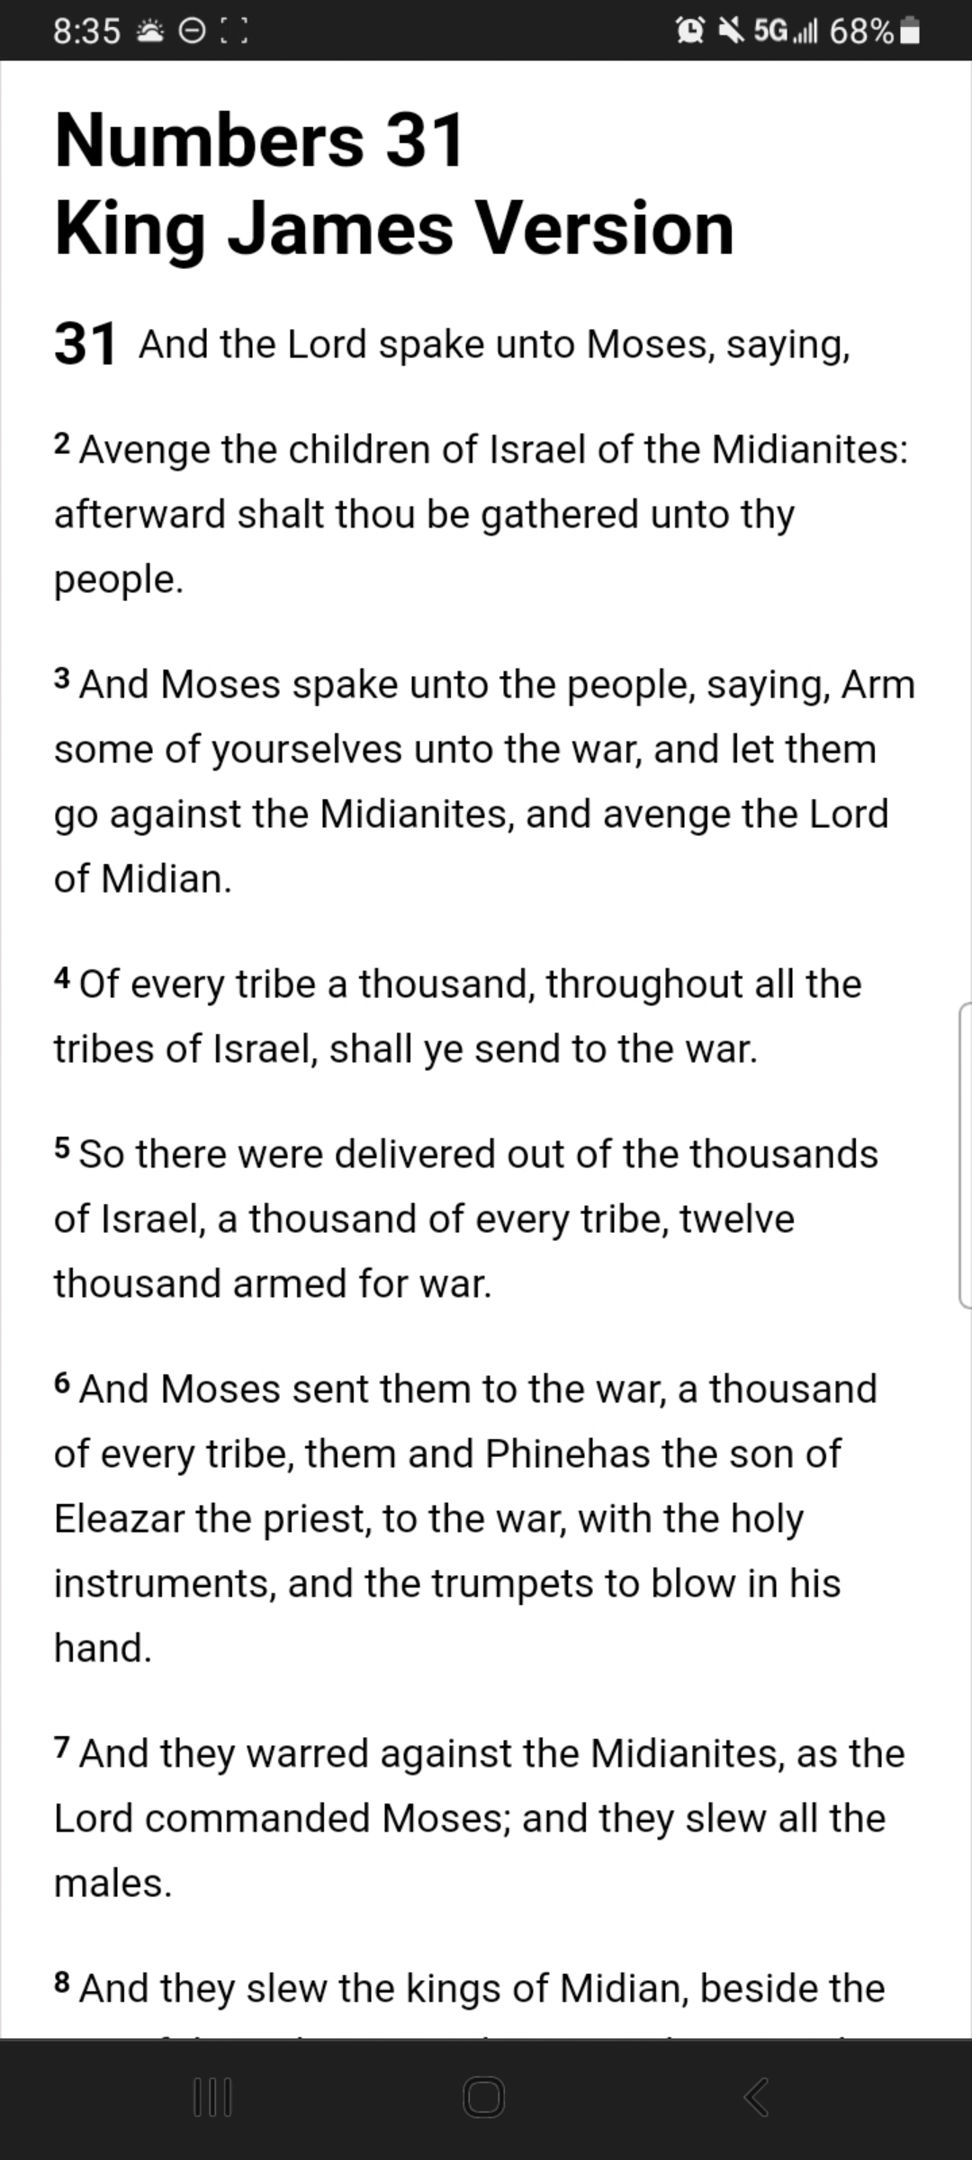 8:35 5G 68%
Numbers 31
King James Version
31 And the Lord spake unto Moses, saying,
2 Avenge the children of Israel of the Midianites:
afterward shalt thou be gathered unto thy
people.
3 And Moses spake unto the people, saying, Arm
some of yourselves unto the war, and let them
go against the Midianites, and avenge the Lord
of Midian.
4 Of every tribe a thousand, throughout all the
tribes of Israel, shall ye send to the war.
5 So there were delivered out of the thousands
of Israel, a thousand of every tribe, twelve
thousand armed for war.
6 And Moses sent them to the war, a thousand
of every tribe, them and Phinehas the son of
Eleazar the priest, to the war, with the holy
instruments, and the trumpets to blow in his
hand.
7 And they warred against the Midianites, as the
Lord commanded Moses; and they slew all the
males.
8 And they slew the kings of Midian, beside the